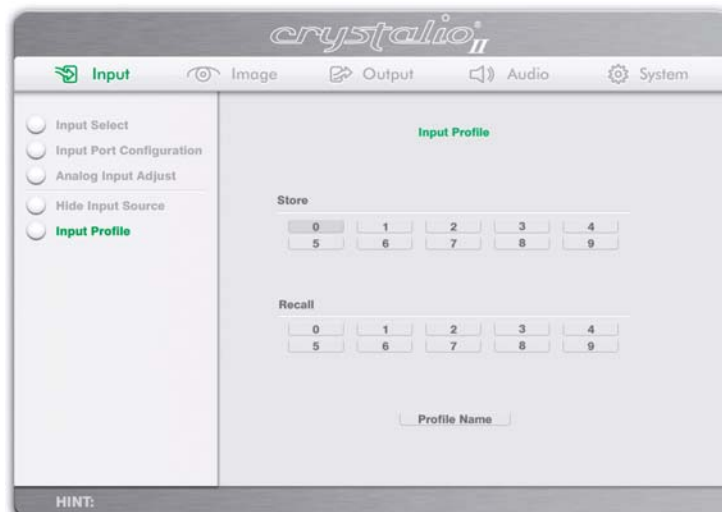 crystalio II
Input Image Output Audio System
Input Select
Input Port Configuration
Analog Input Adjust
Hide Input Source
Input Profile
Input Profile
Store
0 1 2 3 4
5 6 7 8 9
Recall
0 1 2 3 4
5 6 7 8 9
Profile Name
HINT: